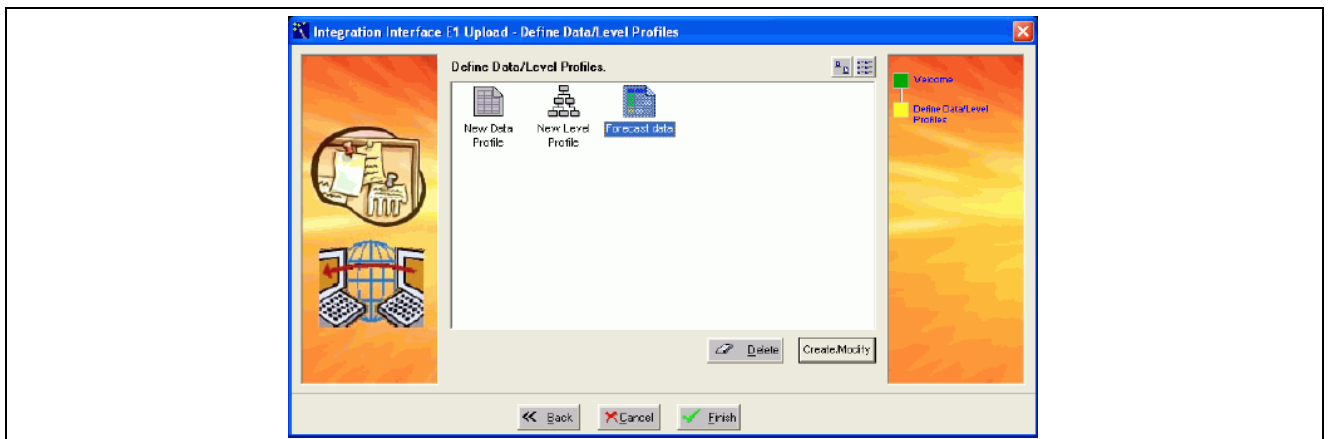 Integration Interface E1 Upload - Define Data/Level Profiles
Define Data/Level Profiles.
New Data
Profile
New Level
Profile
Forecast data
Welcome
Define Data/Level
Profiles
Delete
Create/Modify
Back
Cancel
Finish